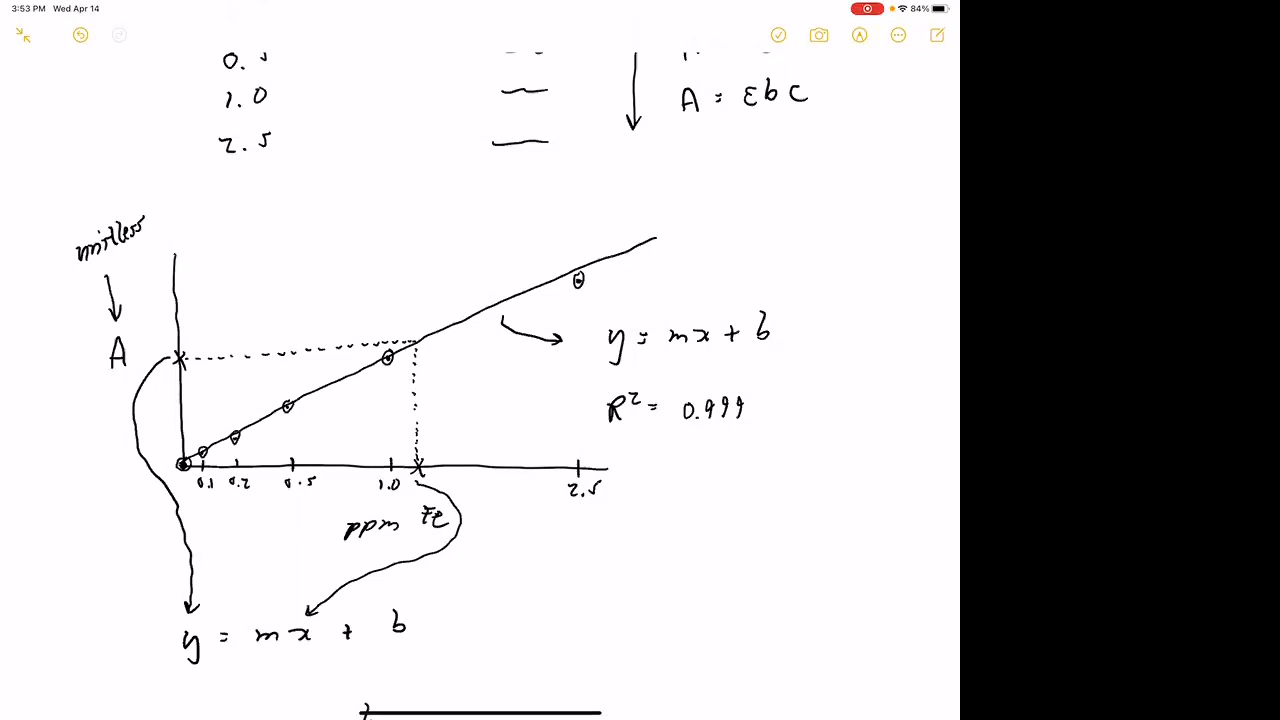 3:53 PM Wed Apr 14
84%
1.0
A = εbc
2.5
unitless
A
y = mx + b
R² = 0.999
0.1 0.2 0.5 1.0 2.5
ppm Fe
y = mx + b